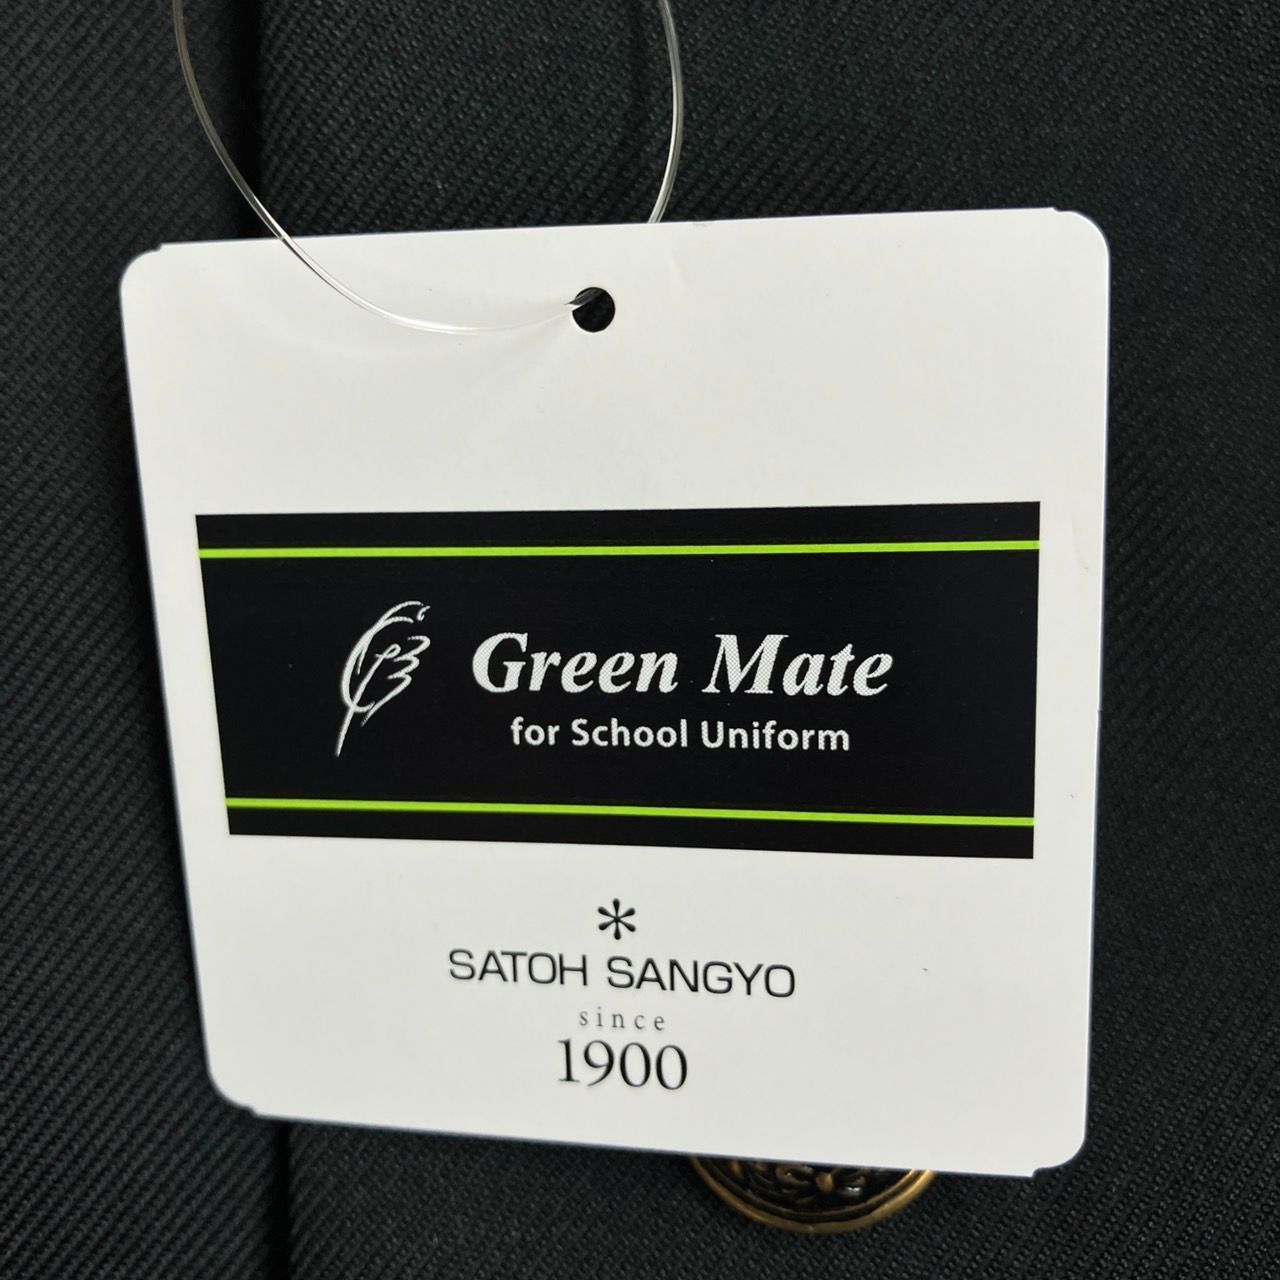 Green Mate
for School Uniform
SATOH SANGYO
since
1900